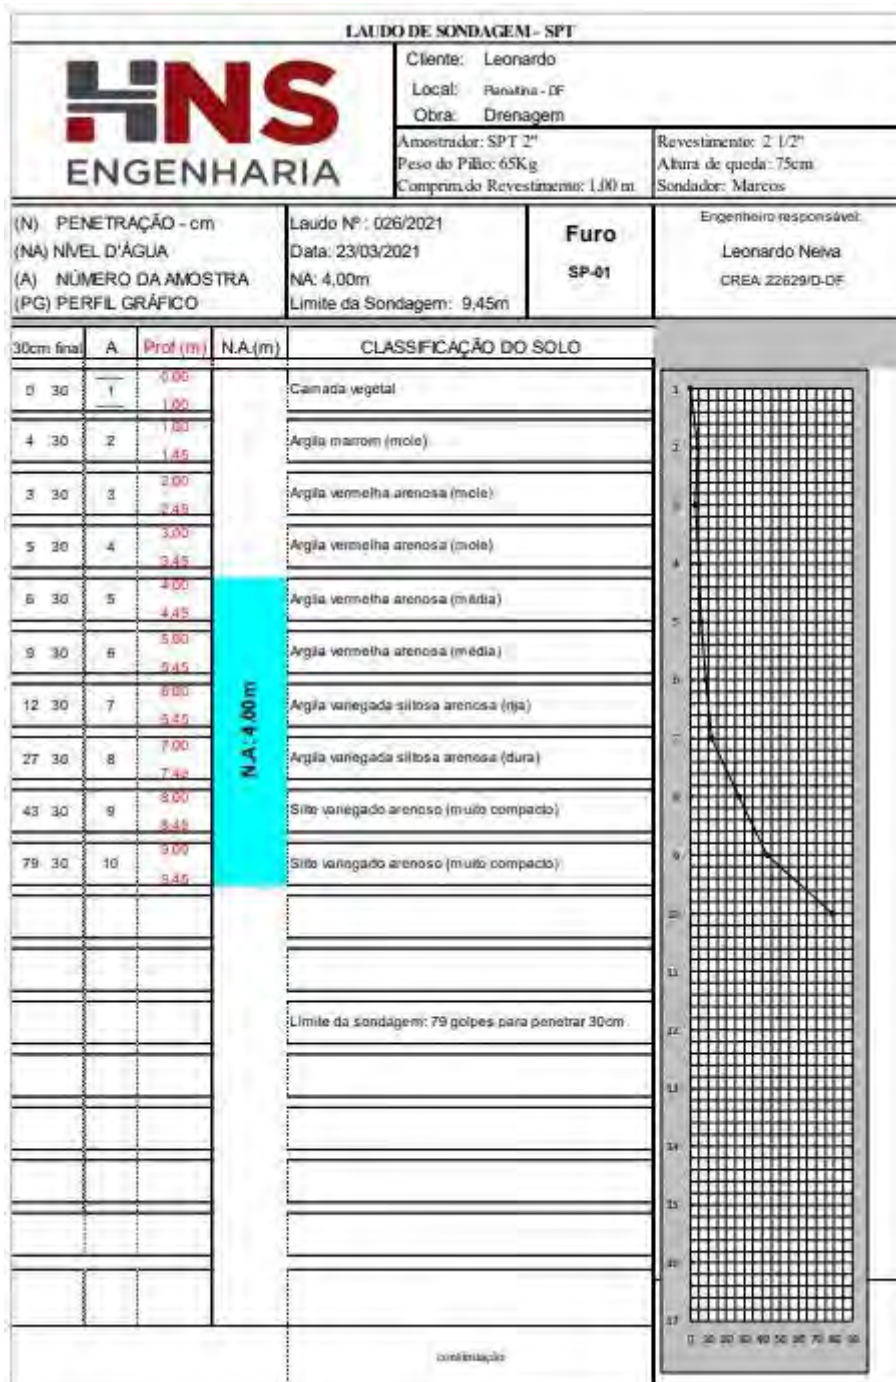 LAUDO DE SONDAGEM - SPT
HNS
ENGENHARIA
Cliente: Leonardo
Local: Planaltina - DF
Obra: Drenagem
Amostrador: SPT 2"
Peso do Pilão: 65Kg
Comprim.do Revestimento: 1,00 m
Revestimento: 2 1/2"
Altura de queda: 75cm
Sondador: Marcos
(N) PENETRAÇÃO - cm
(NA) NÍVEL D'ÁGUA
(A) NÚMERO DA AMOSTRA
(PG) PERFIL GRÁFICO
Laudo Nº : 026/2021
Data: 23/03/2021
NA: 4,00m
Limite da Sondagem: 9,45m
Furo
SP-01
Engenheiro responsável:
Leonardo Neiva
CREA: 22629/D-DF
30cm final A Prof (m) N.A.(m) CLASSIFICAÇÃO DO SOLO
0 30 1 0,00 1,00 Camada vegetal
4 30 2 1,00 1,45 Argila marrom (mole)
3 30 3 2,00 2,45 Argila vermelha arenosa (mole)
5 30 4 3,00 3,45 Argila vermelha arenosa (mole)
6 30 5 4,00 4,45 Argila vermelha arenosa (média)
9 30 6 5,00 5,45 Argila vermelha arenosa (média)
12 30 7 6,00 6,45 Argila variegada siltosa arenosa (rija)
27 30 8 7,00 7,45 Argila variegada siltosa arenosa (dura)
43 30 9 8,00 8,45 Silte variegado arenoso (muito compacto)
79 30 10 9,00 9,45 Silte variegado arenoso (muito compacto)
N.A: 4,00m
Limite da sondagem: 79 golpes para penetrar 30cm
continuação
1
2
3
4
5
6
7
8
9
10
11
12
13
14
15
16
17
0 10 20 30 40 50 60 70 80 90